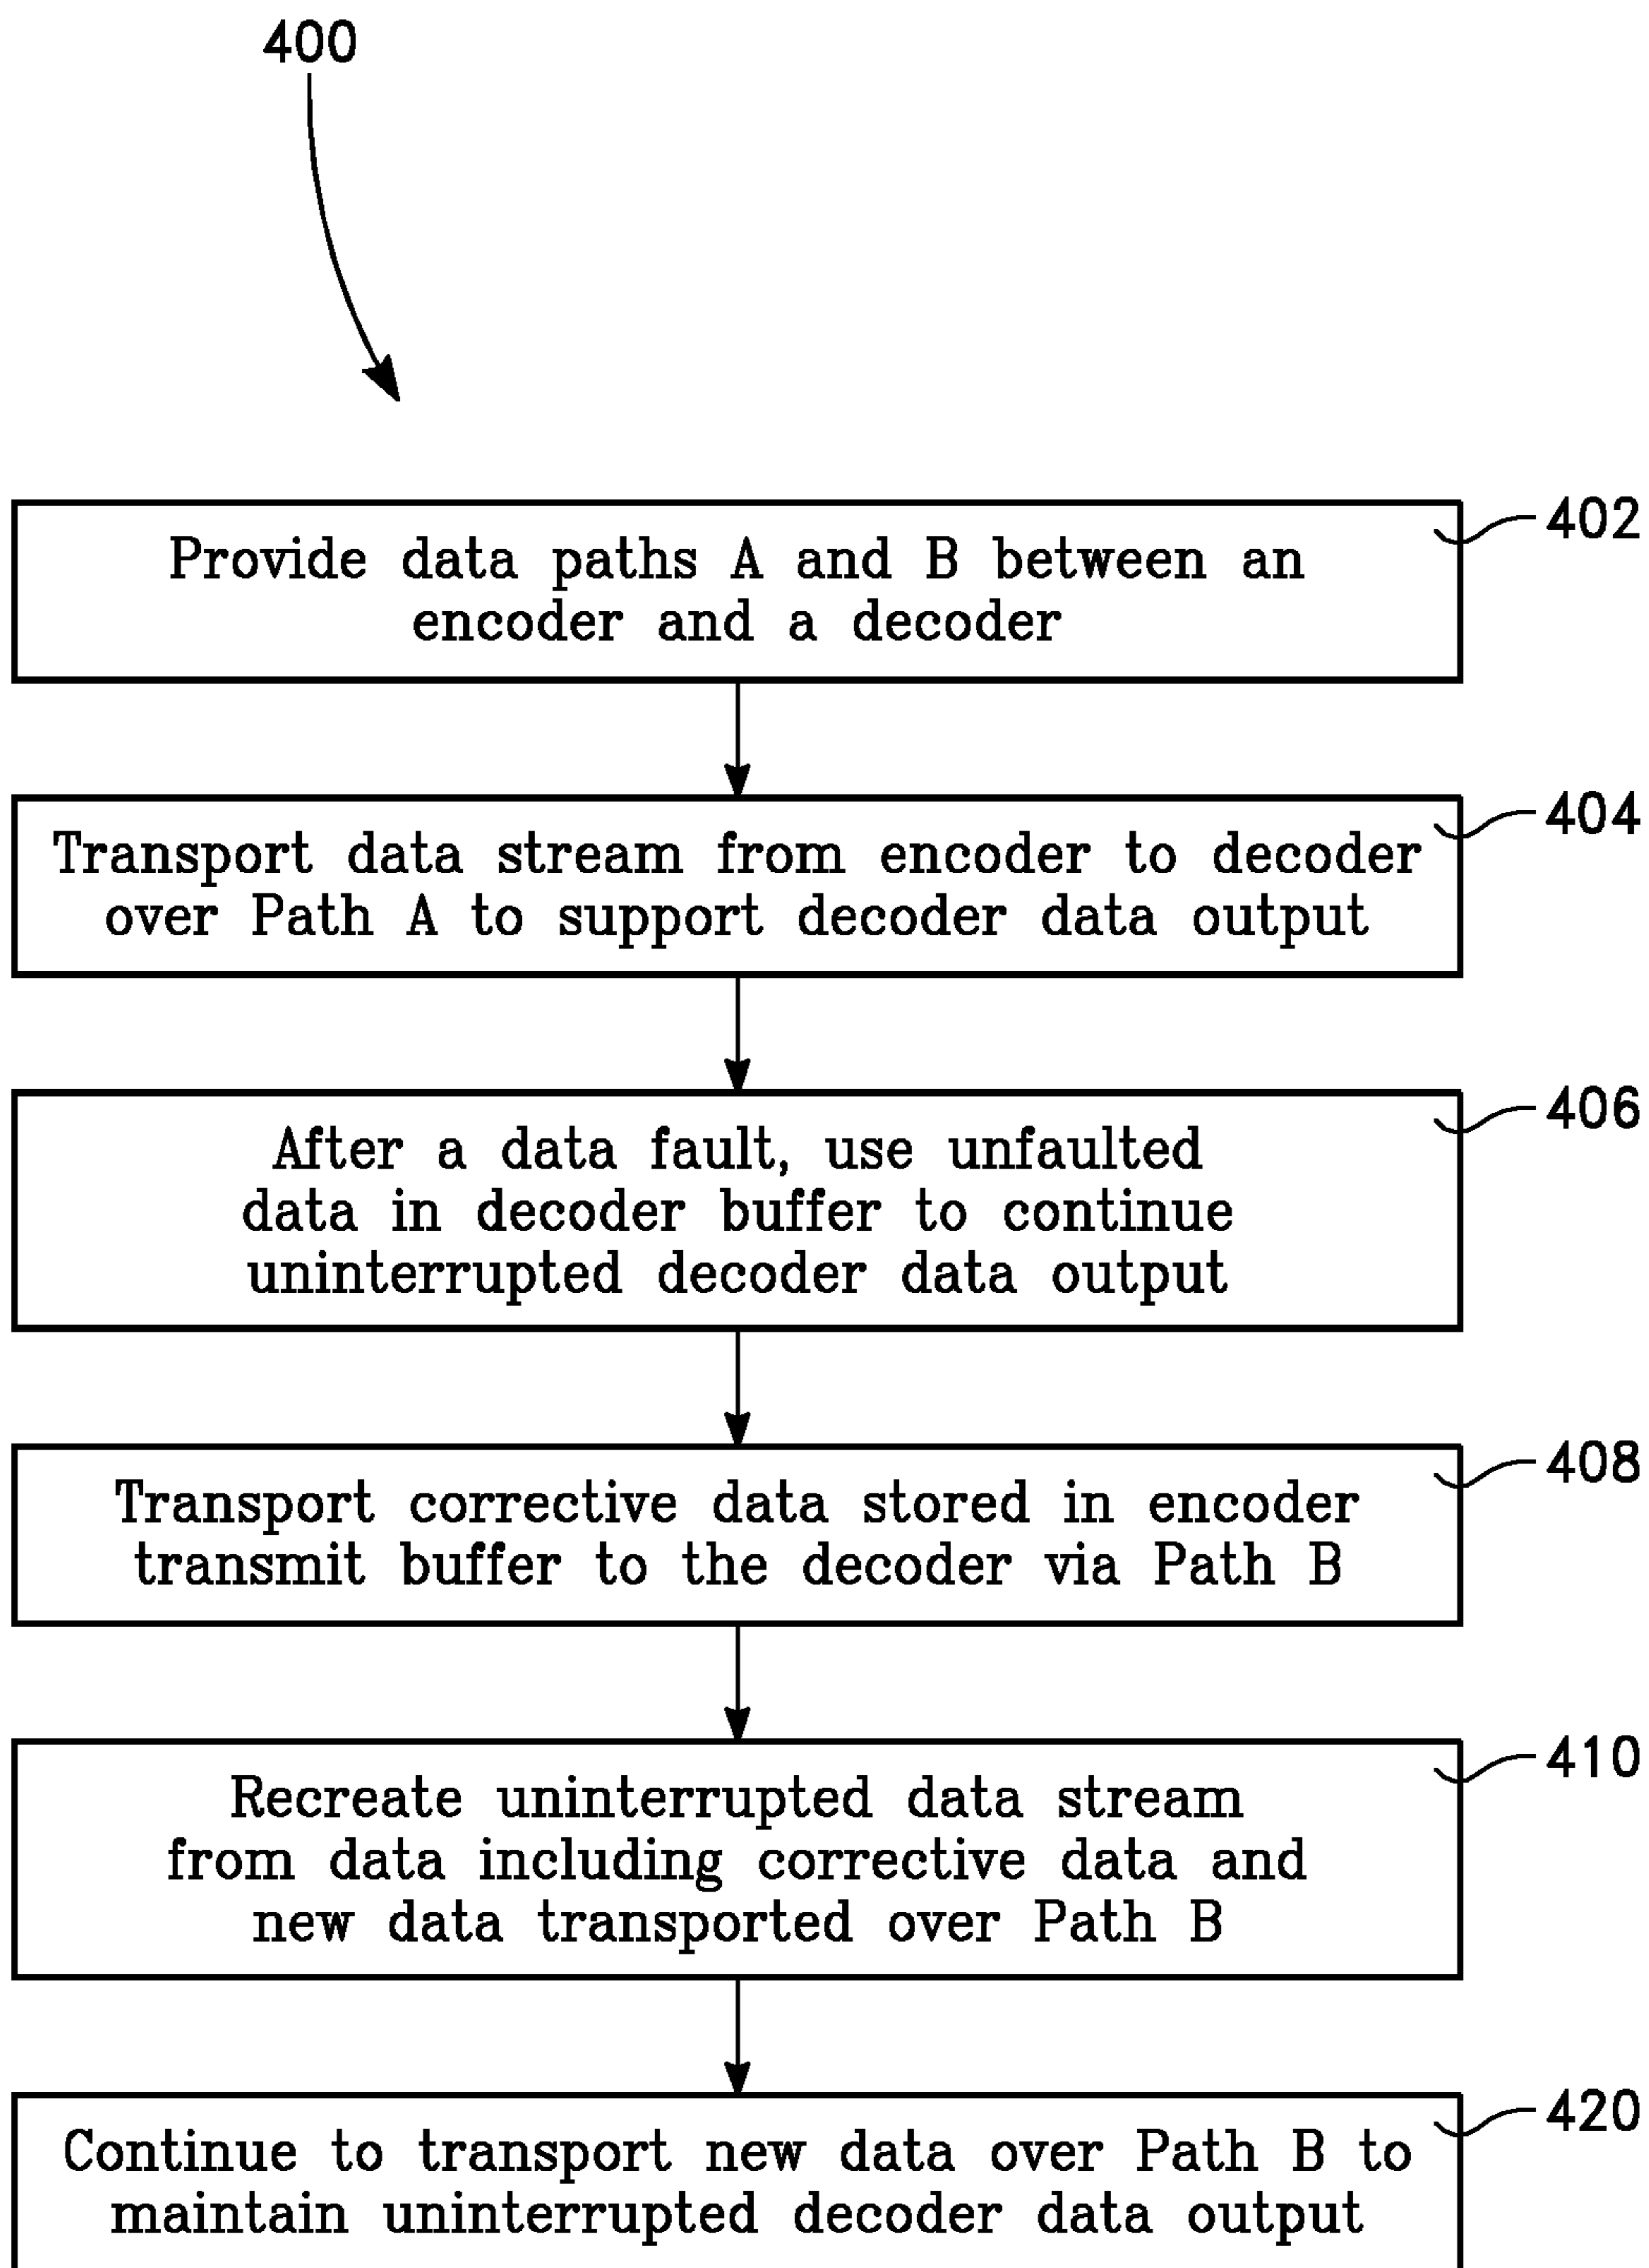 400
402
Provide data paths A and B between an
encoder and a decoder
404
Transport data stream from encoder to decoder
over Path A to support decoder data output
406
After a data fault, use unfaulted
data in decoder buffer to continue
uninterrupted decoder data output
408
Transport corrective data stored in encoder
transmit buffer to the decoder via Path B
410
Recreate uninterrupted data stream
from data including corrective data and
new data transported over Path B
420
Continue to transport new data over Path B to
maintain uninterrupted decoder data output